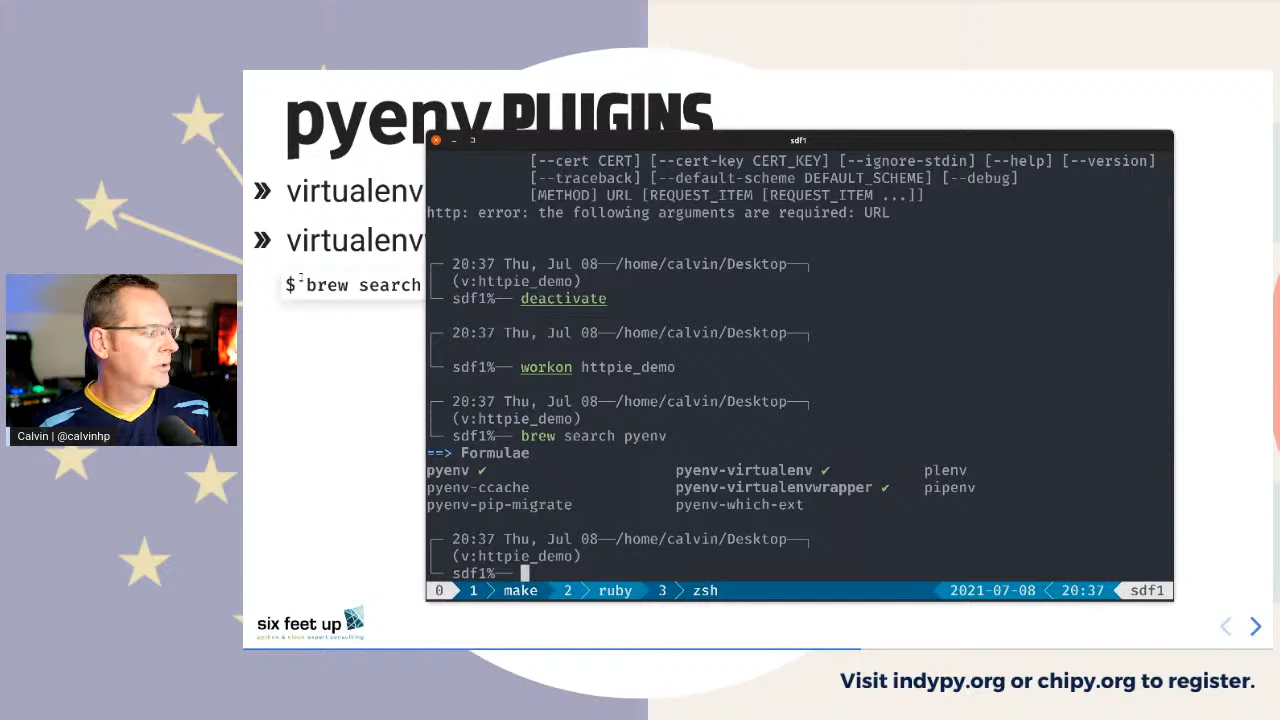 pyenv PLUGINS
» virtualenv
» virtualenv
$ brew search
sdf1
[--cert CERT] [--cert-key CERT_KEY] [--ignore-stdin] [--help] [--version]
[--traceback] [--default-scheme DEFAULT_SCHEME] [--debug]
[METHOD] URL [REQUEST_ITEM [REQUEST_ITEM ...]]
http: error: the following arguments are required: URL
20:37 Thu, Jul 08──/home/calvin/Desktop
(v:httpie_demo)
sdf1%── deactivate
20:37 Thu, Jul 08──/home/calvin/Desktop
sdf1%── workon httpie_demo
20:37 Thu, Jul 08──/home/calvin/Desktop
(v:httpie_demo)
sdf1%── brew search pyenv
==> Formulae
pyenv ✔ pyenv-virtualenv ✔ plenv
pyenv-ccache pyenv-virtualenvwrapper ✔ pipenv
pyenv-pip-migrate pyenv-which-ext
20:37 Thu, Jul 08──/home/calvin/Desktop
(v:httpie_demo)
sdf1%──
0 1 make 2 ruby 3 zsh 2021-07-08 20:37 sdf1
Calvin | @calvinhp
six feet up
python & cloud expert consulting
Visit indypy.org or chipy.org to register.